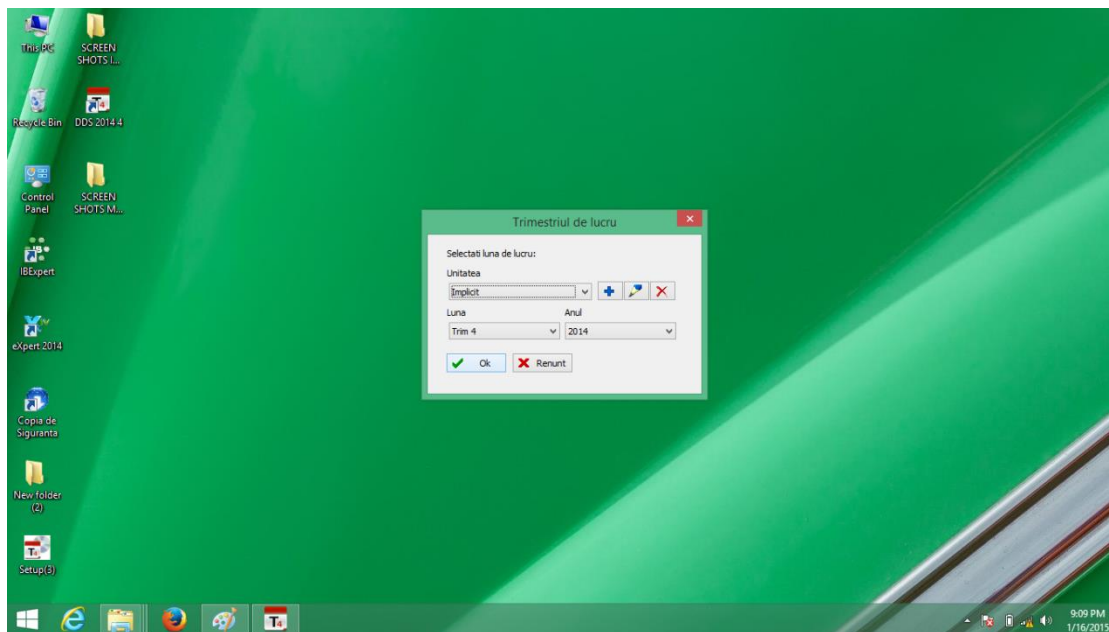 This PC
SCREEN
SHOTS I...
Recycle Bin
DDS 2014 4
Control
Panel
SCREEN
SHOTS M...
IBExpert
eXpert 2014
Copia de
Siguranta
New folder
(2)
Setup(3)
Trimestriul de lucru
Selectati luna de lucru:
Unitatea
Implicit
Luna
Anul
Trim 4
2014
Ok
Renunt
9:09 PM
1/16/2015